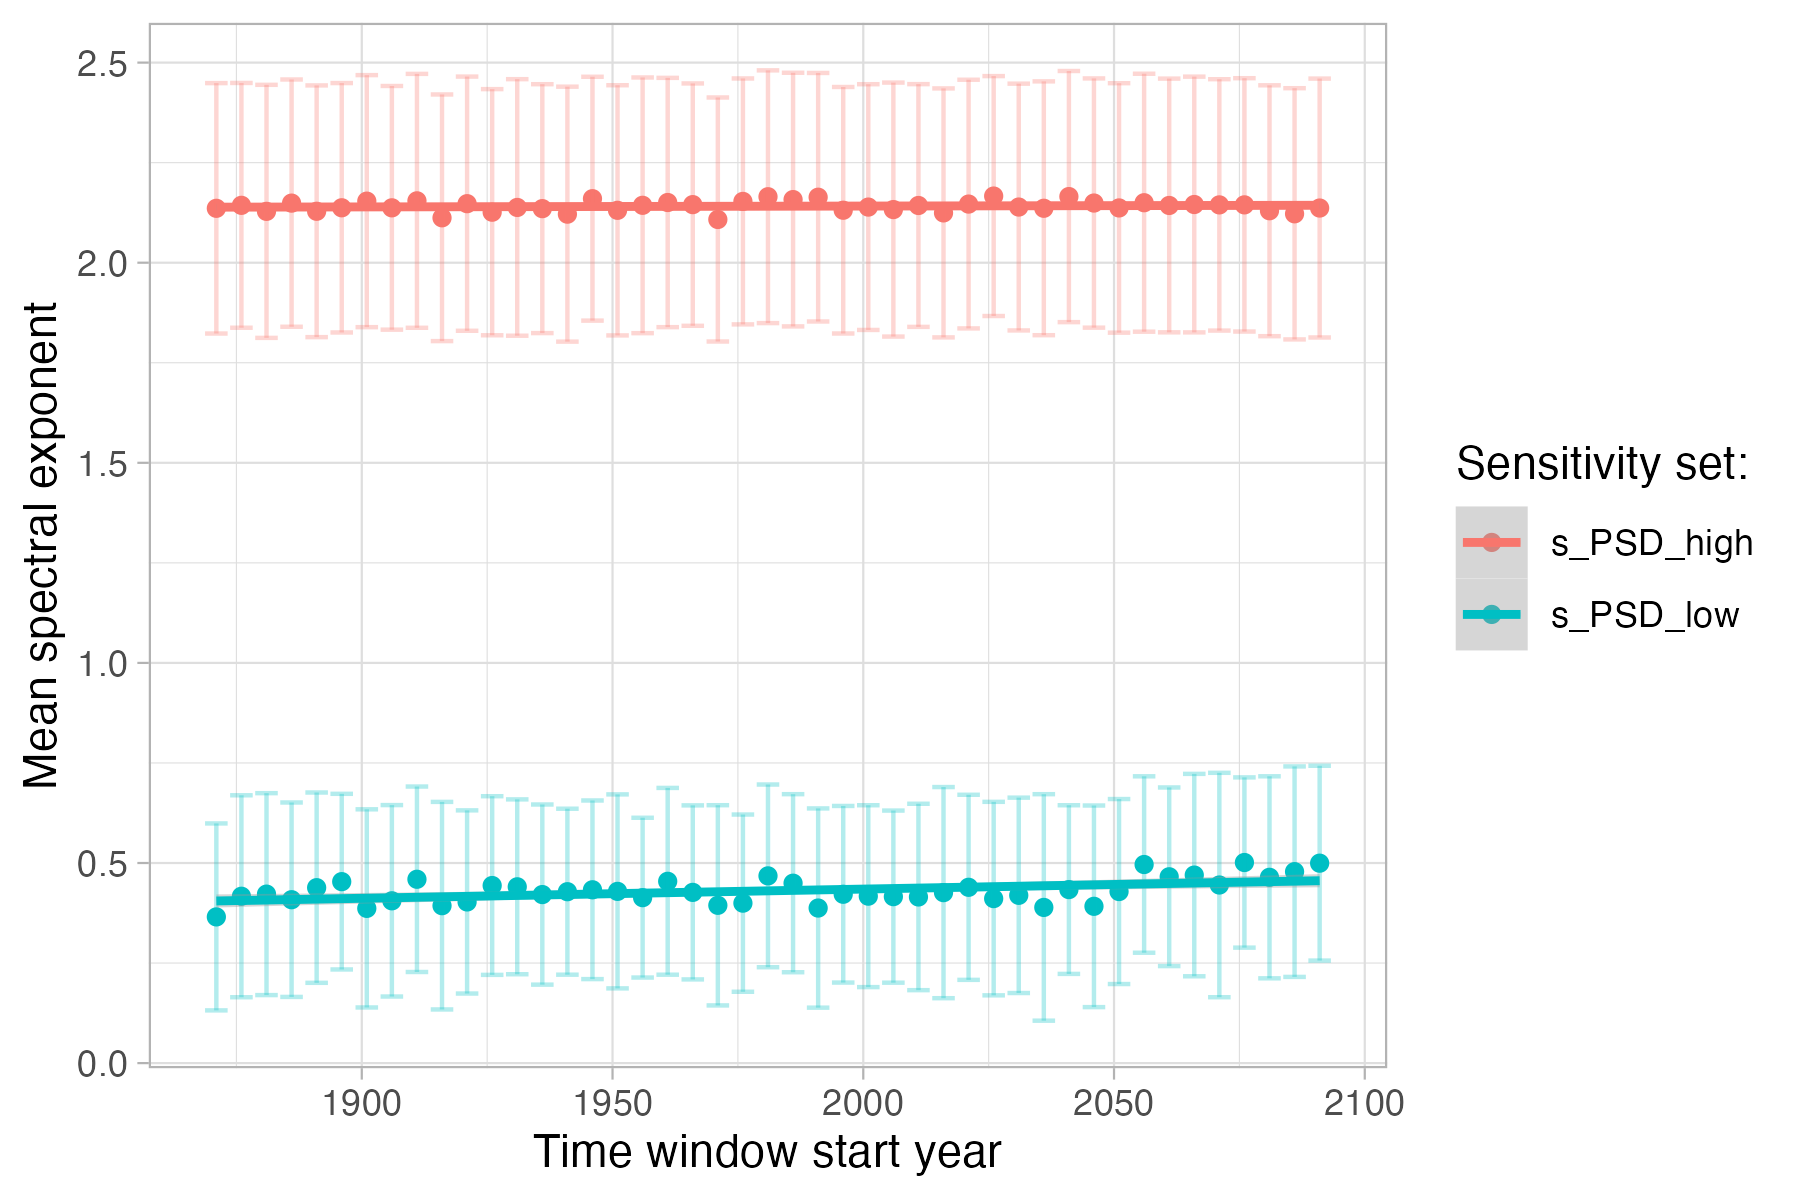 2.5
2.0
1.5
1.0
0.5
0.0
Mean spectral exponent
1900 1950 2000 2050 2100
Time window start year
Sensitivity set:
s_PSD_high
s_PSD_low